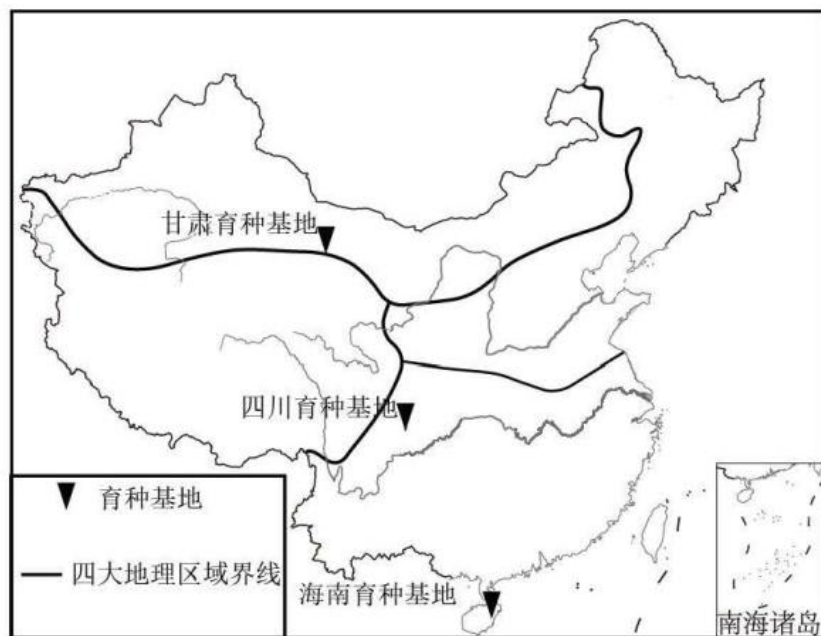 甘肃育种基地
四川育种基地
育种基地
四大地理区域界线
海南育种基地
南海诸岛